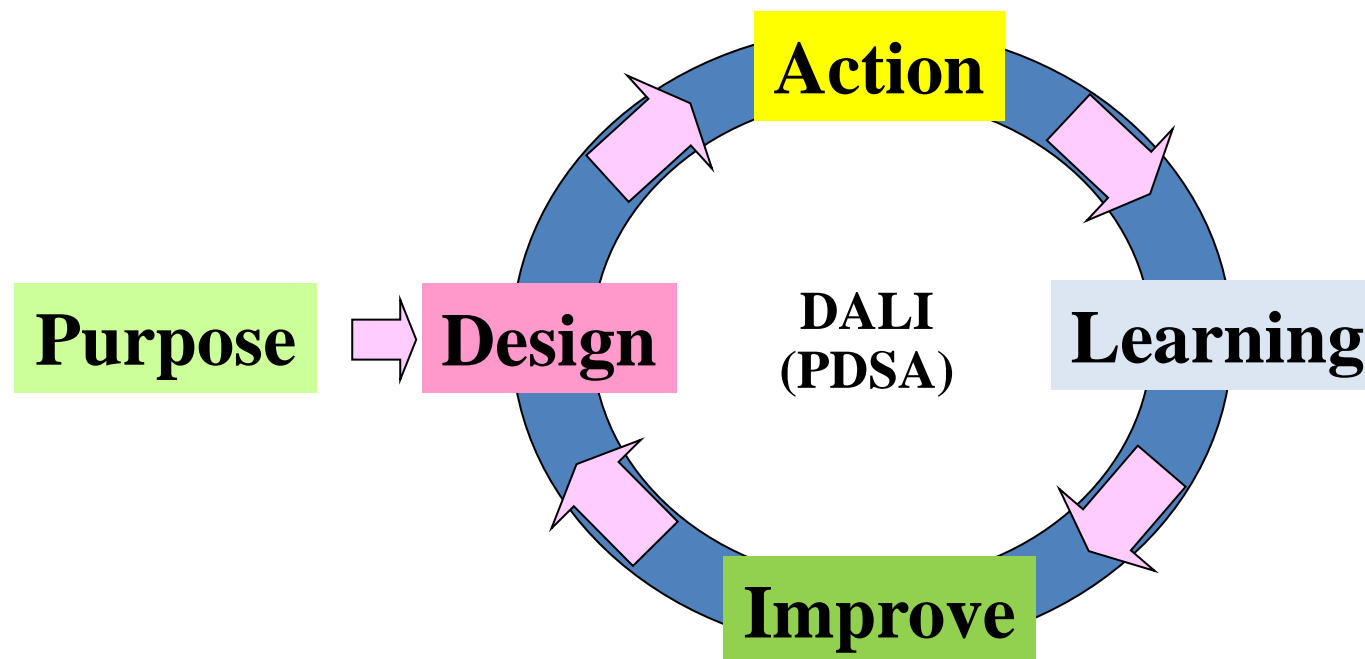 Action
Purpose
Design
DALI
(PDSA)
Learning
Improve